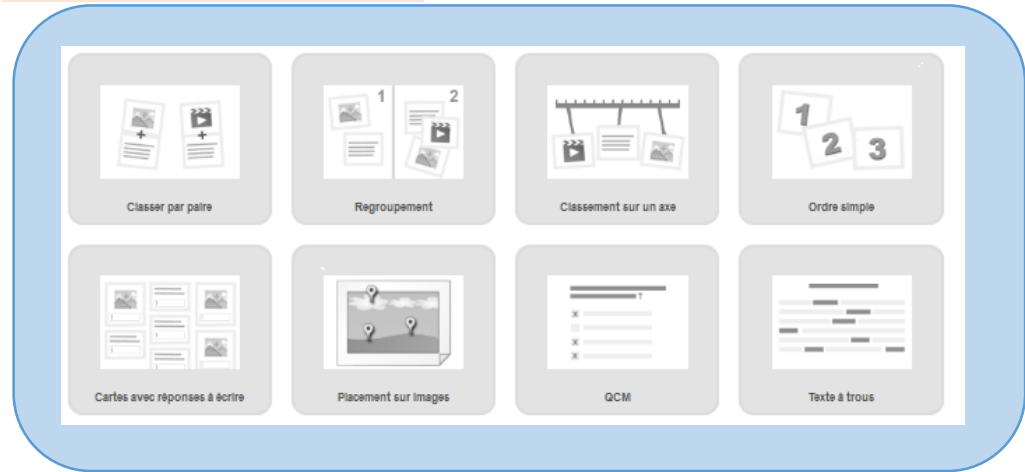 1 2
1 2 3
Classer par paire
Regroupement
Classement sur un axe
Ordre simple
?
x
x
x
Cartes avec réponses à écrire
Placement sur images
QCM
Texte à trous